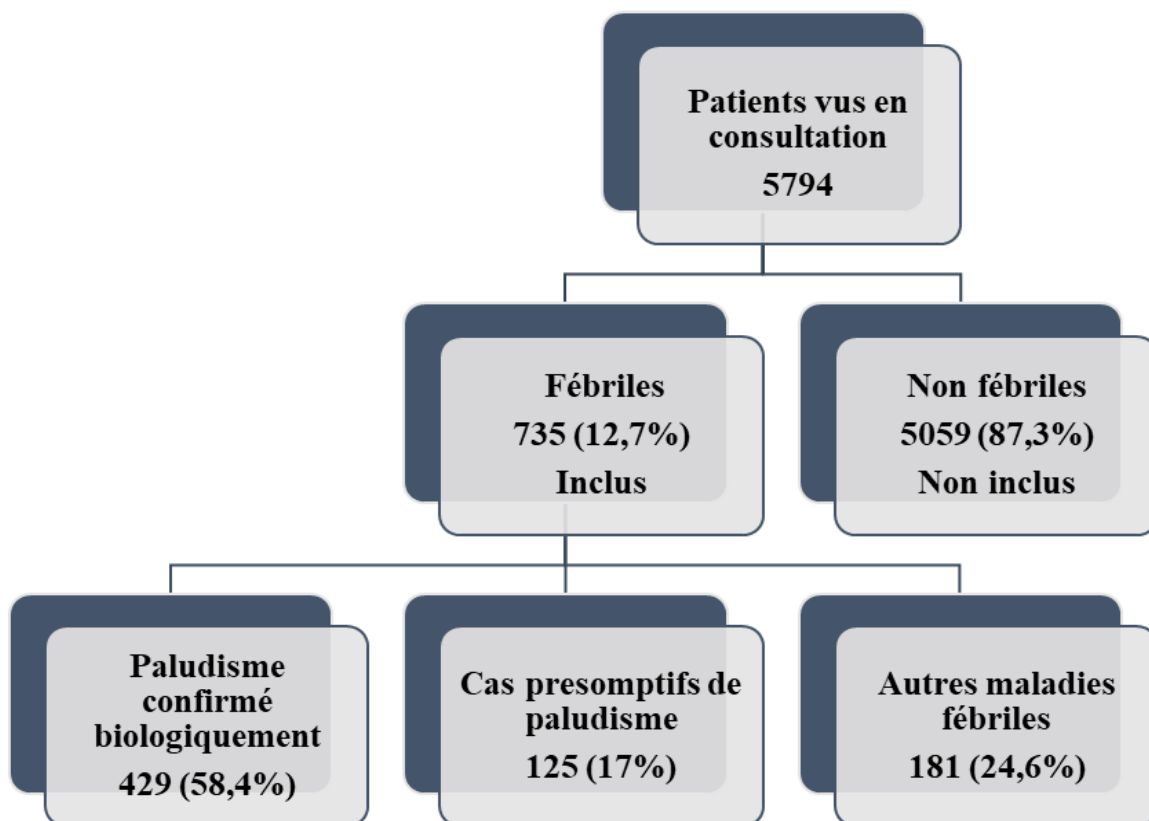 Patients vus en
consultation
5794
Fébriles
735 (12,7%)
Inclus
Non fébriles
5059 (87,3%)
Non inclus
Paludisme
confirmé
biologiquement
429 (58,4%)
Cas presomptifs de
paludisme
125 (17%)
Autres maladies
fébriles
181 (24,6%)